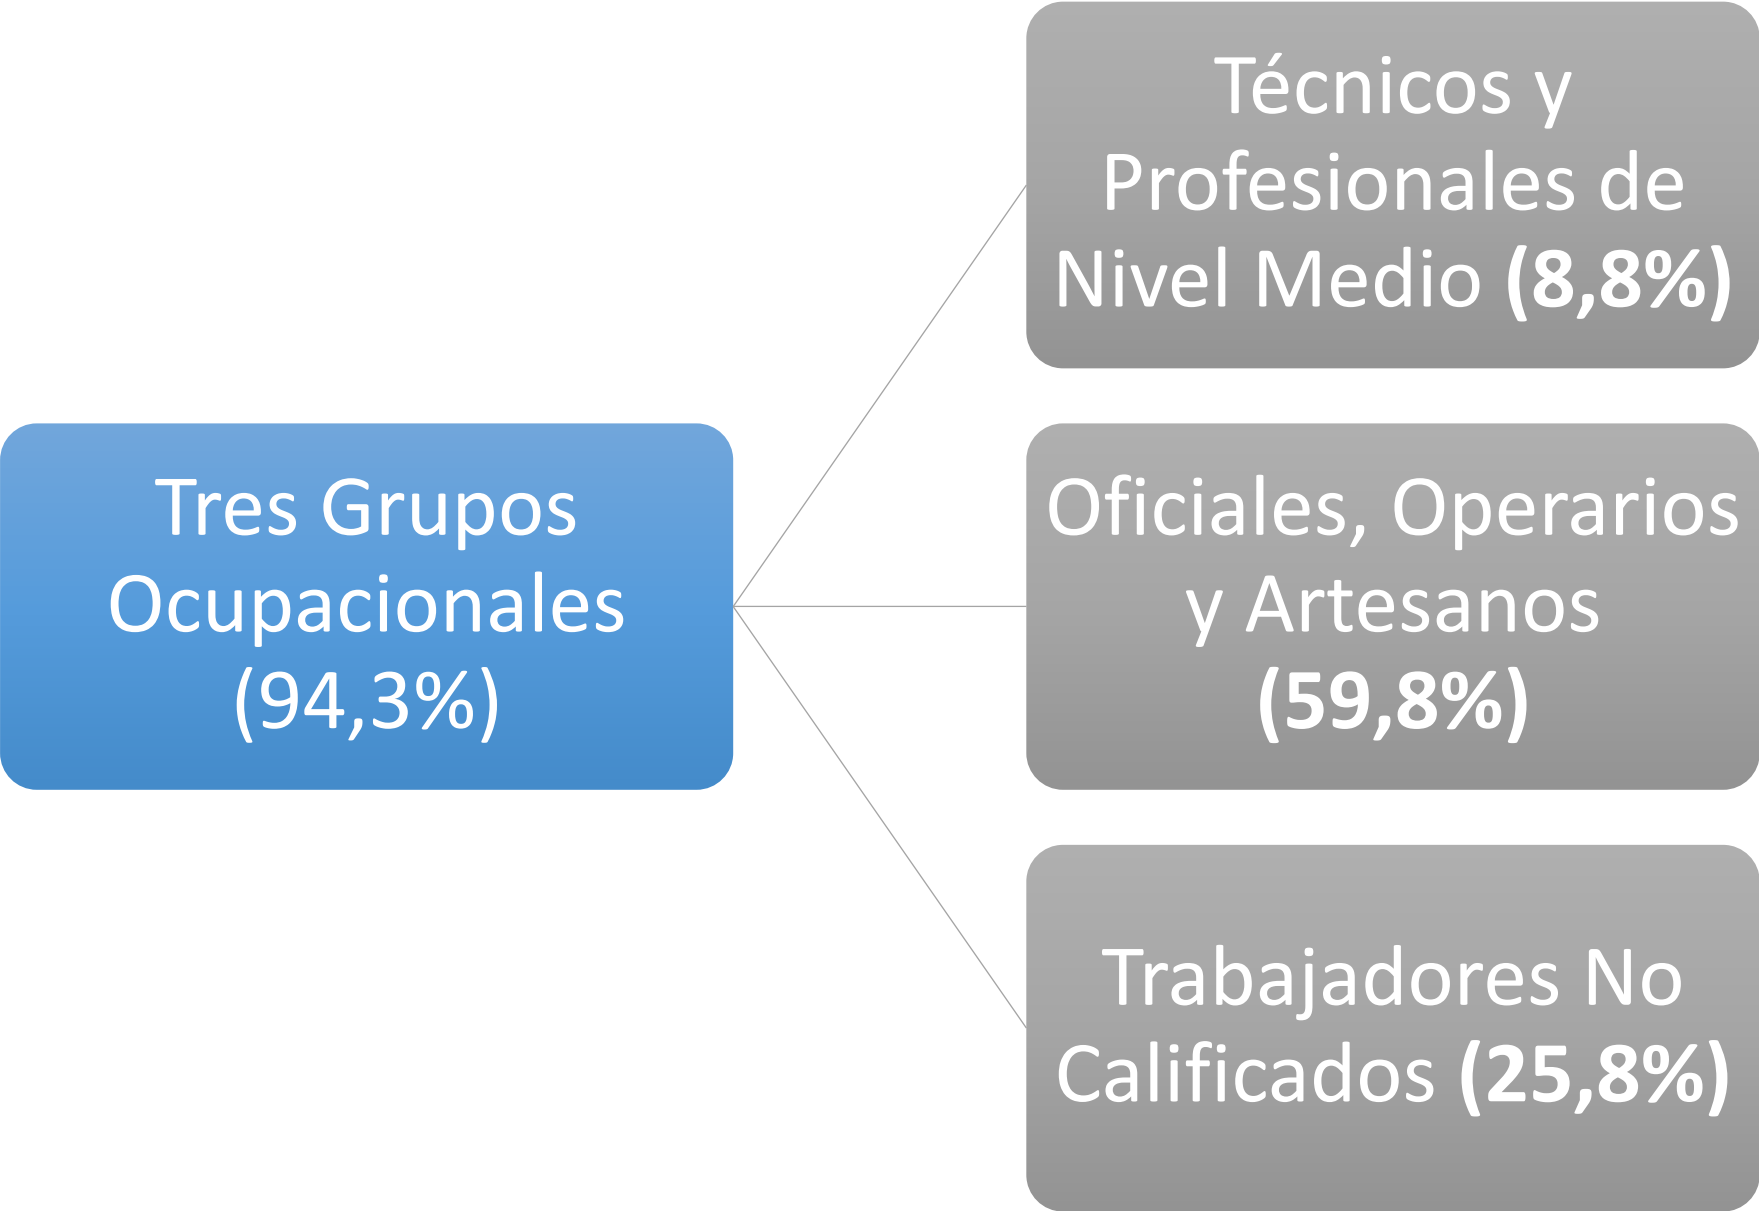 Tres Grupos
Ocupacionales
(94,3%)
Técnicos y
Profesionales de
Nivel Medio (8,8%)
Oficiales, Operarios
y Artesanos
(59,8%)
Trabajadores No
Calificados (25,8%)